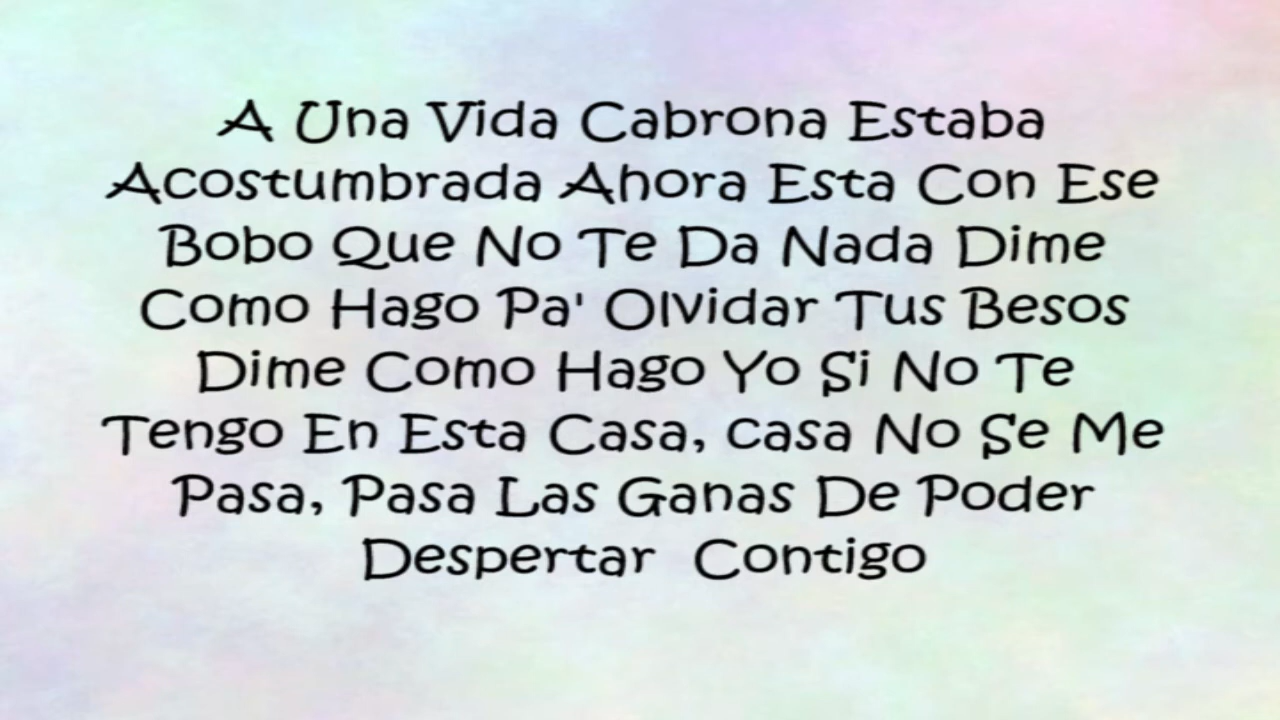 A Una Vida Cabrona Estaba
Acostumbrada Ahora Esta Con Ese
Bobo Que No Te Da Nada Dime
Como Hago Pa' Olvidar Tus Besos
Dime Como Hago Yo Si No Te
Tengo En Esta Casa, casa No Se Me
Pasa, Pasa Las Ganas De Poder
Despertar  Contigo